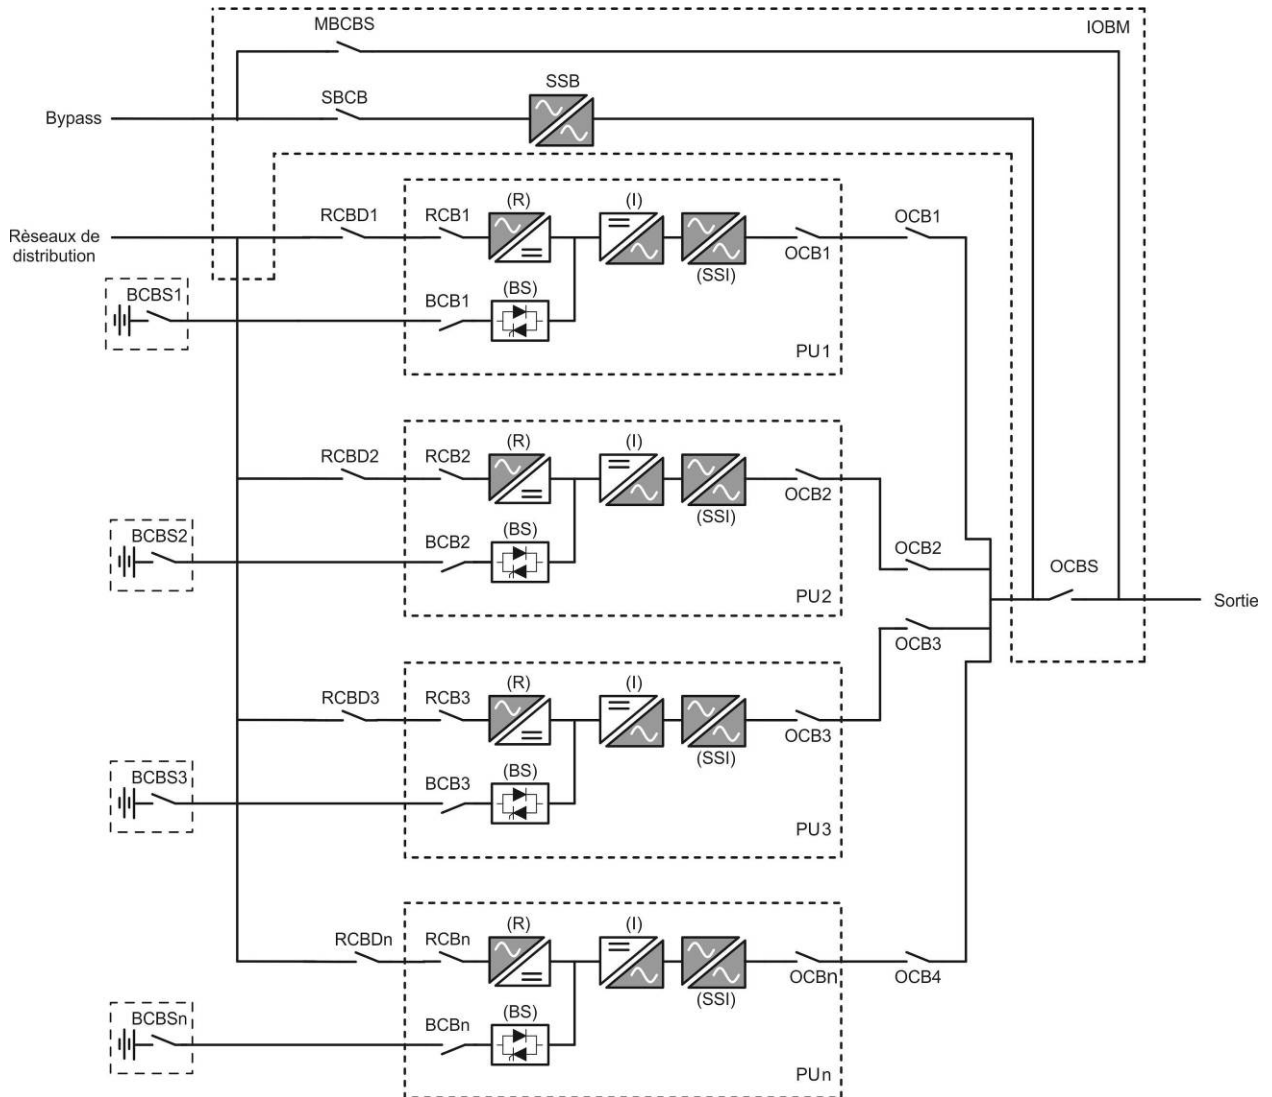 MBCBS
IOBM
SSB
SBCB
Bypass
(R)
(I)
RCBD1
RCB1
OCB1
Rèseaux de
distribution
OCB1
(SSI)
BCBS1
BCB1
(BS)
PU1
(R)
(I)
RCBD2
RCB2
OCB2
(SSI)
BCBS2
BCB2
(BS)
OCB2
OCBS
PU2
Sortie
OCB3
(R)
(I)
RCBD3
RCB3
OCB3
(SSI)
BCBS3
BCB3
(BS)
PU3
(R)
(I)
RCBDn
RCBn
OCBn
OCB4
(SSI)
BCBSn
BCBn
(BS)
PUn